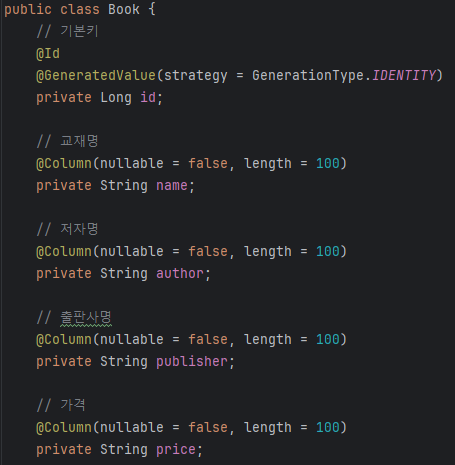 public class Book {
// 기본키
@Id
@GeneratedValue(strategy = GenerationType.IDENTITY)
private Long id;
// 교재명
@Column(nullable = false, length = 100)
private String name;
// 저자명
@Column(nullable = false, length = 100)
private String author;
// 출판사명
@Column(nullable = false, length = 100)
private String publisher;
// 가격
@Column(nullable = false, length = 100)
private String price;